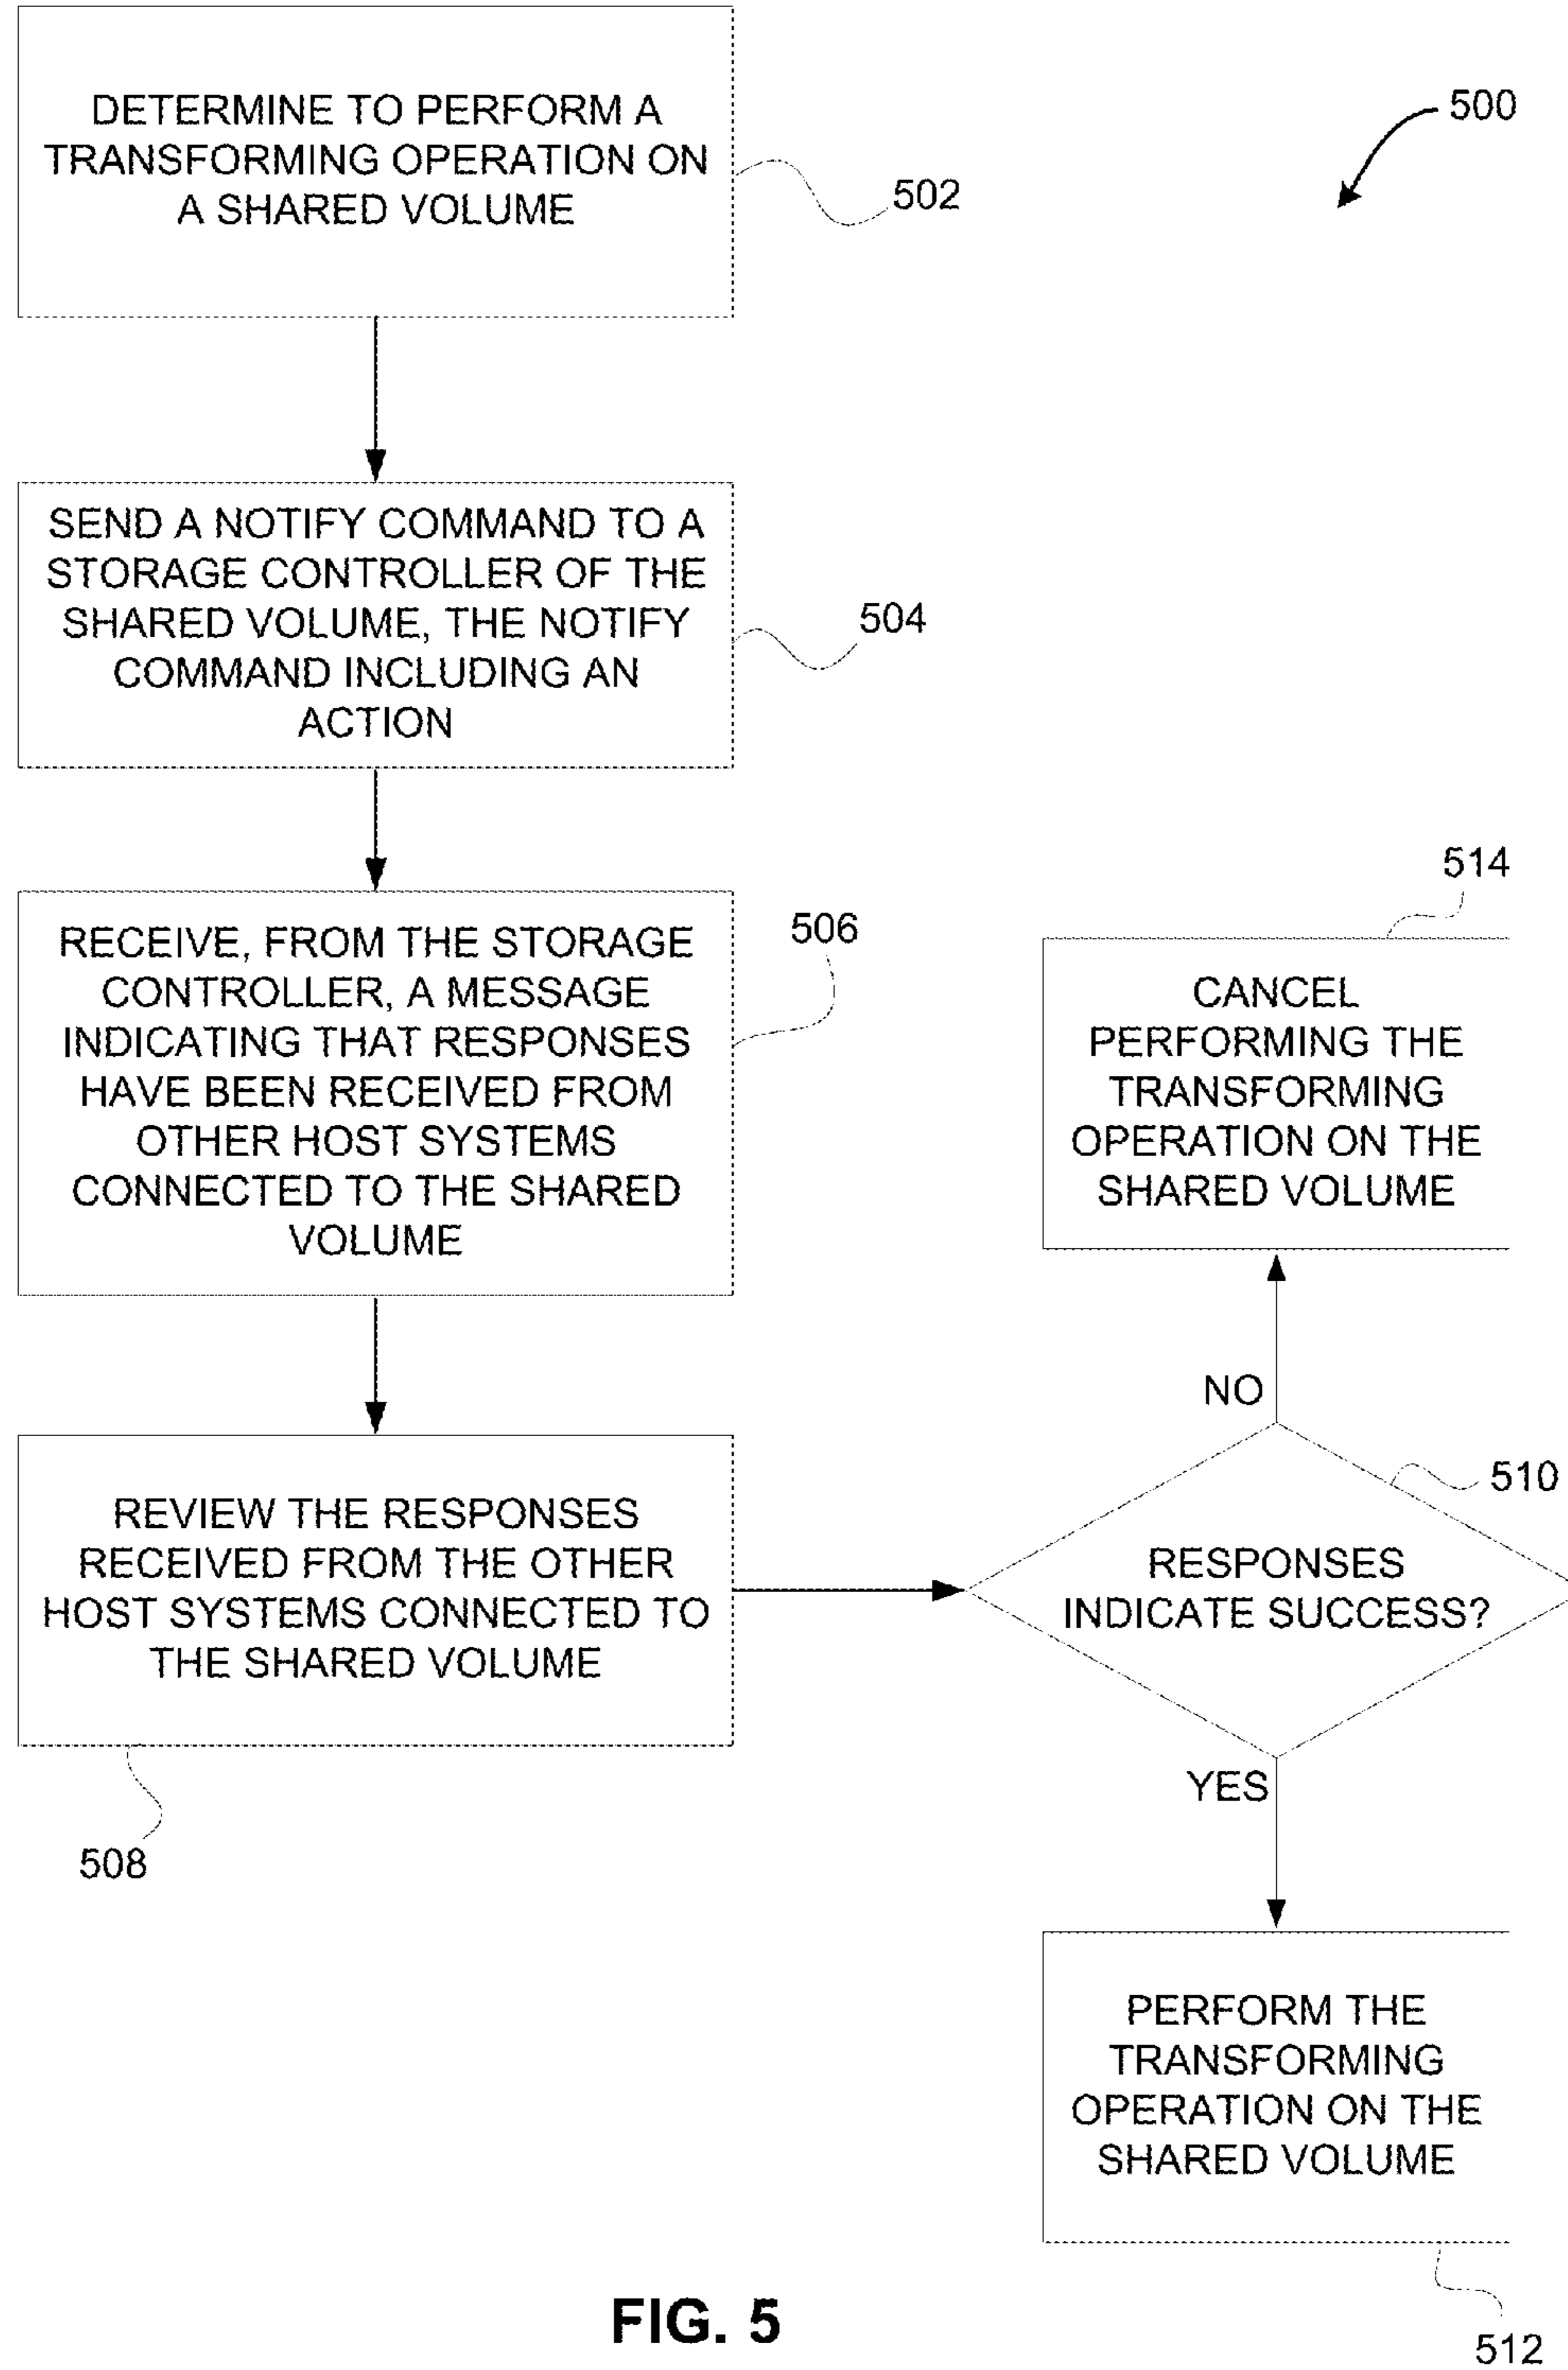 500
DETERMINE TO PERFORM A
TRANSFORMING OPERATION ON
A SHARED VOLUME
502
SEND A NOTIFY COMMAND TO A
STORAGE CONTROLLER OF THE
SHARED VOLUME, THE NOTIFY
COMMAND INCLUDING AN
ACTION
504
RECEIVE, FROM THE STORAGE
CONTROLLER, A MESSAGE
INDICATING THAT RESPONSES
HAVE BEEN RECEIVED FROM
OTHER HOST SYSTEMS
CONNECTED TO THE SHARED
VOLUME
506
REVIEW THE RESPONSES
RECEIVED FROM THE OTHER
HOST SYSTEMS CONNECTED TO
THE SHARED VOLUME
508
RESPONSES
INDICATE SUCCESS?
510
NO
514
CANCEL
PERFORMING THE
TRANSFORMING
OPERATION ON THE
SHARED VOLUME
YES
PERFORM THE
TRANSFORMING
OPERATION ON THE
SHARED VOLUME
512
FIG. 5